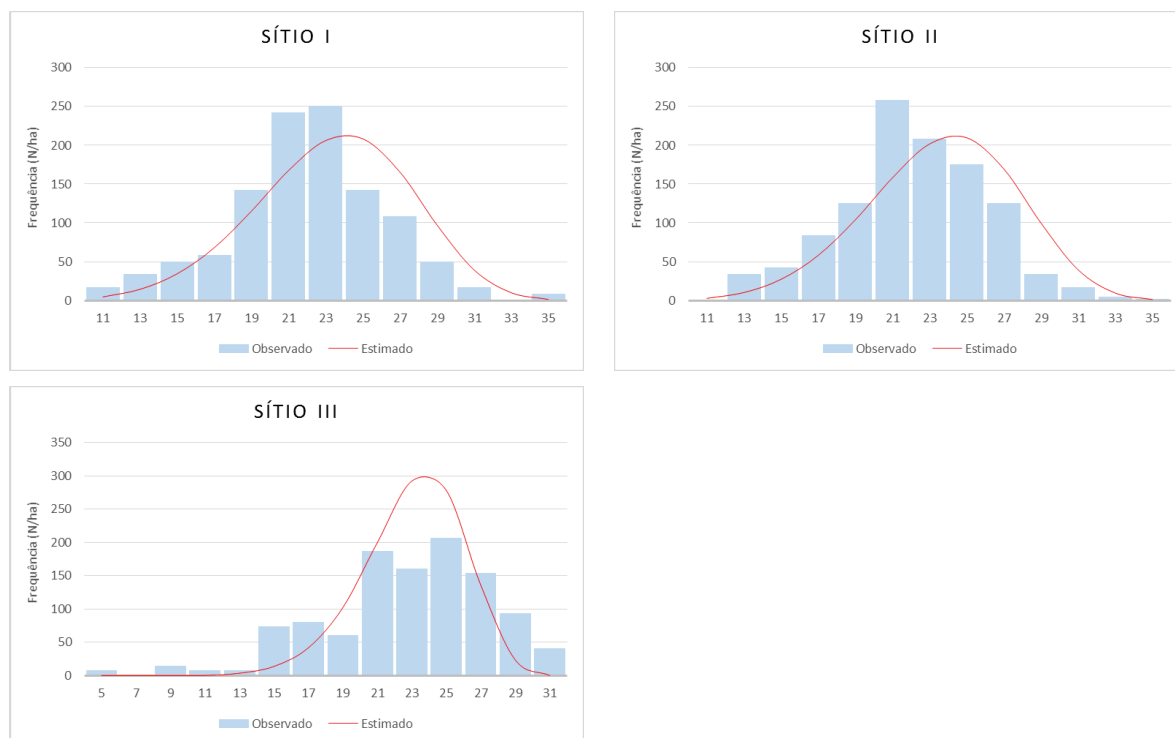 SÍTIO I
300
250
200
150
100
50
0
Frequência (N/ha)
11 13 15 17 19 21 23 25 27 29 31 33 35
Observado Estimado
SÍTIO II
300
250
200
150
100
50
0
Frequência (N/ha)
11 13 15 17 19 21 23 25 27 29 31 33 35
Observado Estimado
SÍTIO III
350
300
250
200
150
100
50
0
Frequência (N/ha)
5 7 9 11 13 15 17 19 21 23 25 27 29 31
Observado Estimado